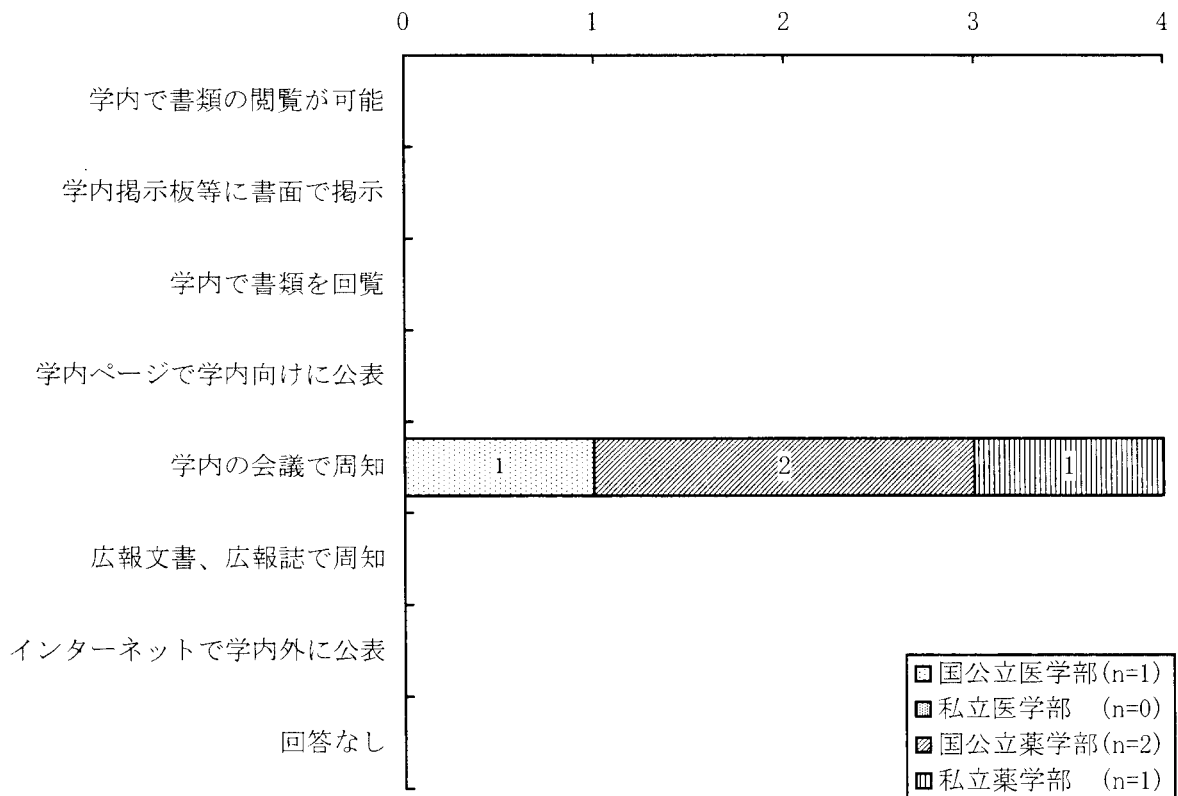 0 1 2 3 4
学内で書類の閲覧が可能
学内掲示板等に書面で掲示
学内で書類を回覧
学内ページで学内向けに公表
学内の会議で周知 1 2 1
広報文書、広報誌で周知
インターネットで学内外に公表
回答なし
国公立医学部(n=1)
私立医学部 (n=0)
国公立薬学部(n=2)
私立薬学部 (n=1)